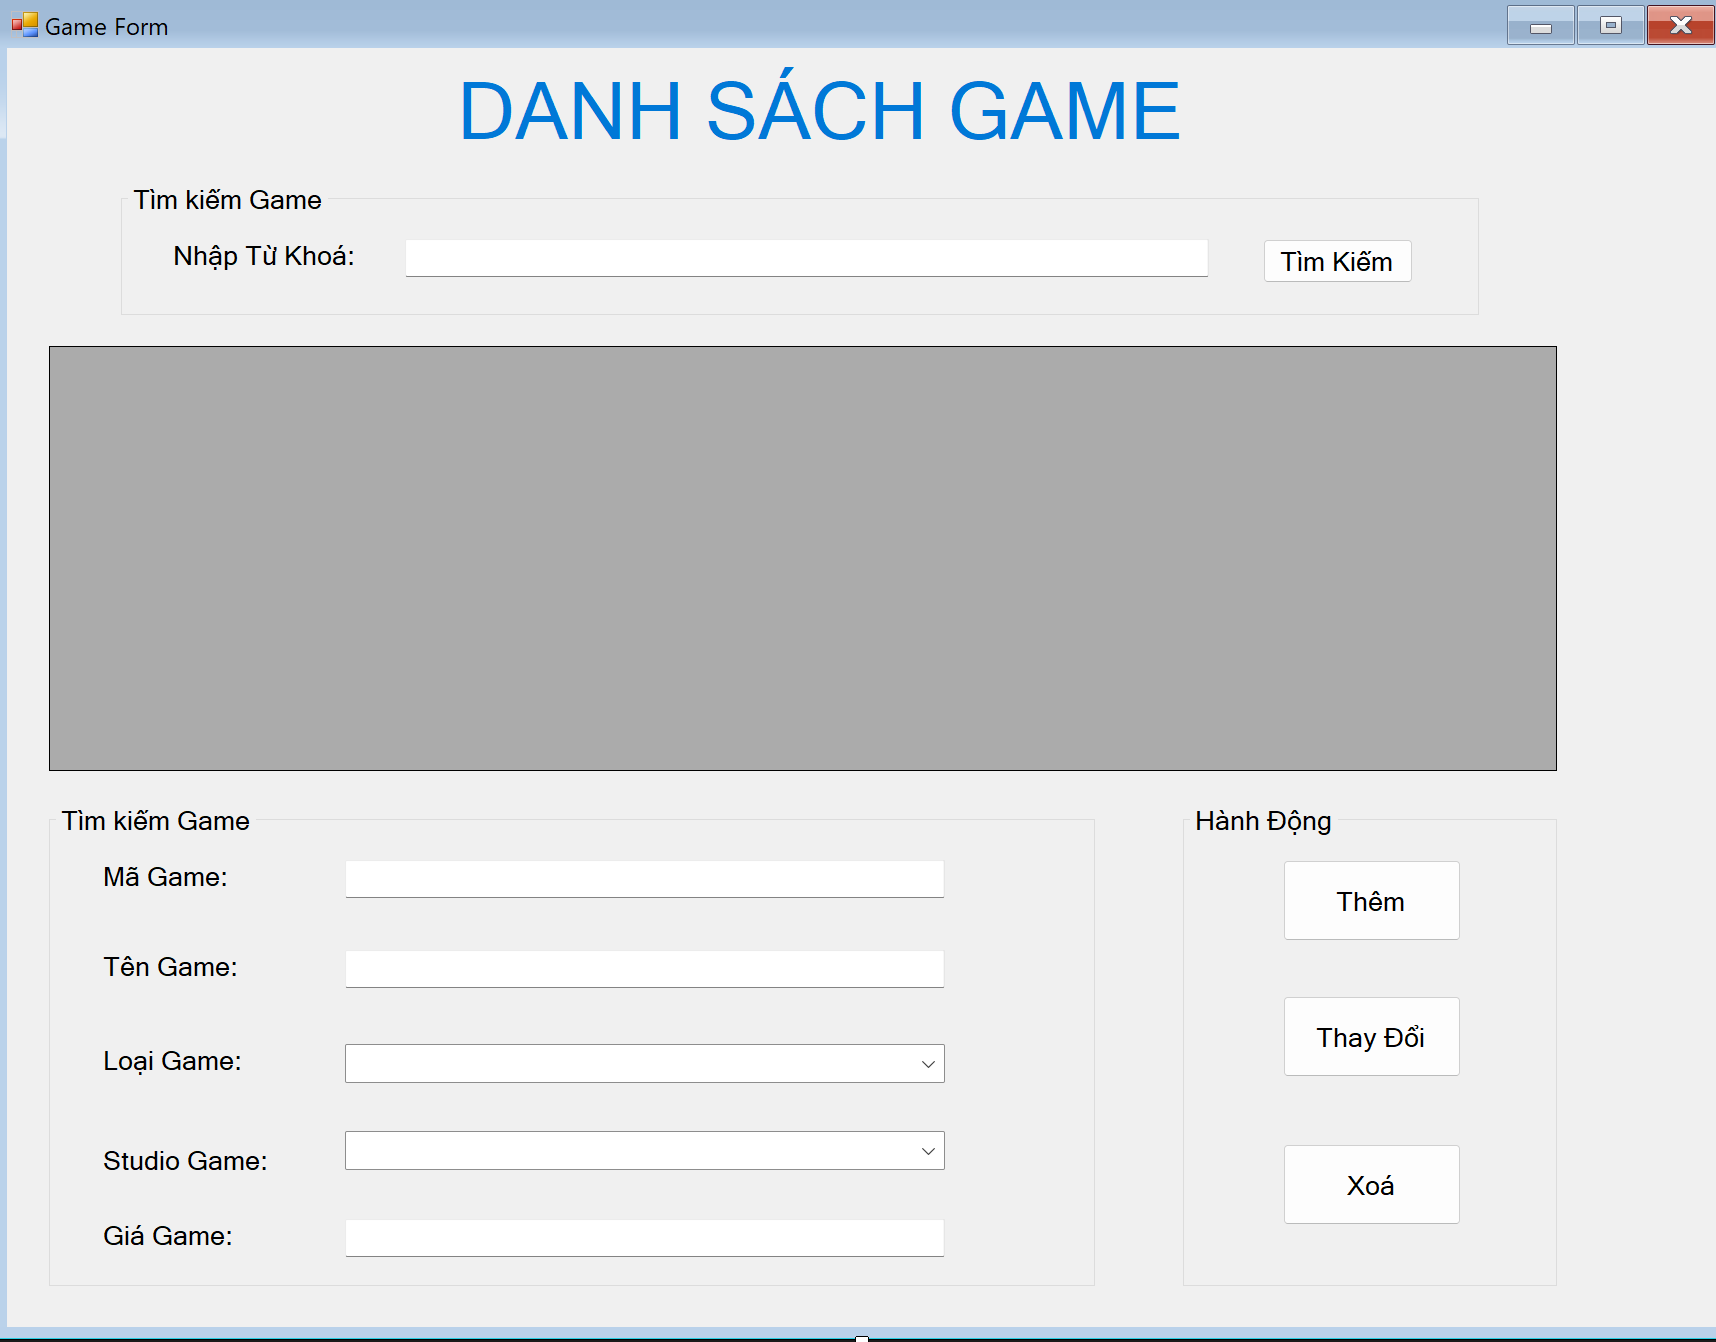 Game Form
DANH SÁCH GAME
Tìm kiếm Game
Nhập Từ Khoá:
Tìm Kiếm
Tìm kiếm Game
Mã Game:
Tên Game:
Loại Game:
Studio Game:
Giá Game:
Hành Động
Thêm
Thay Đổi
Xoá